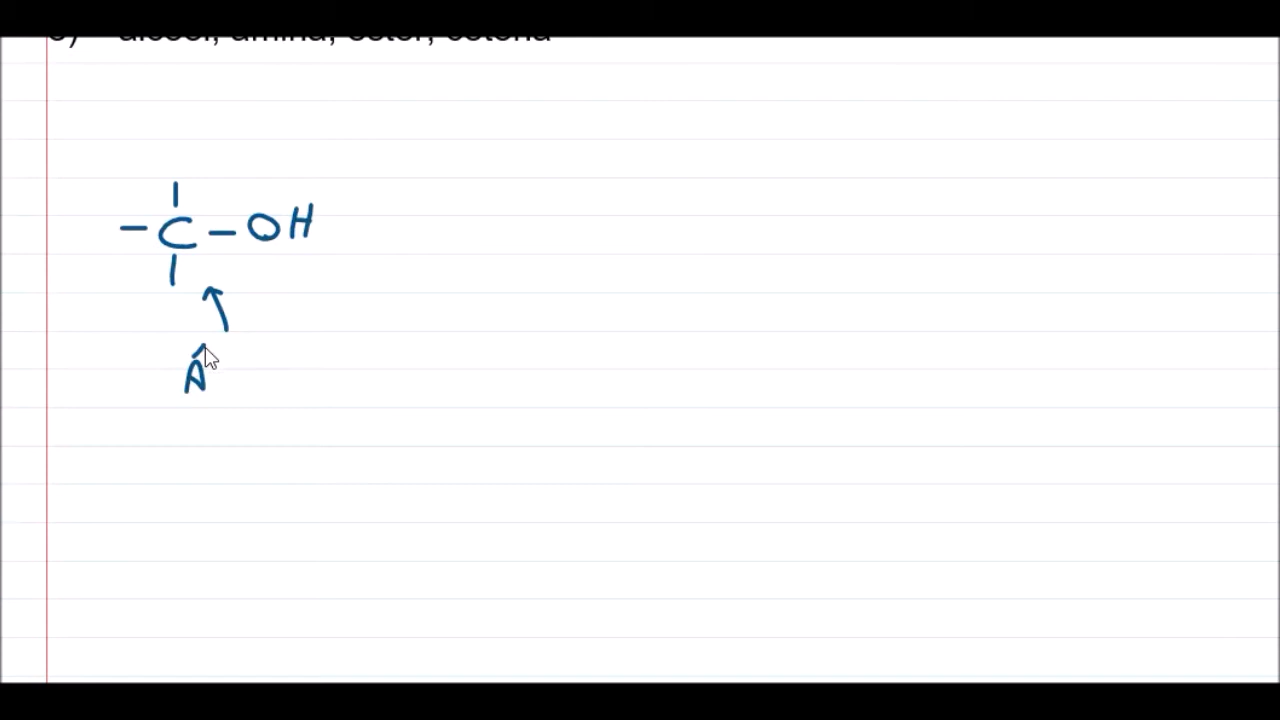 e) álcool, amina, éster, cetona
– C – OH
Á